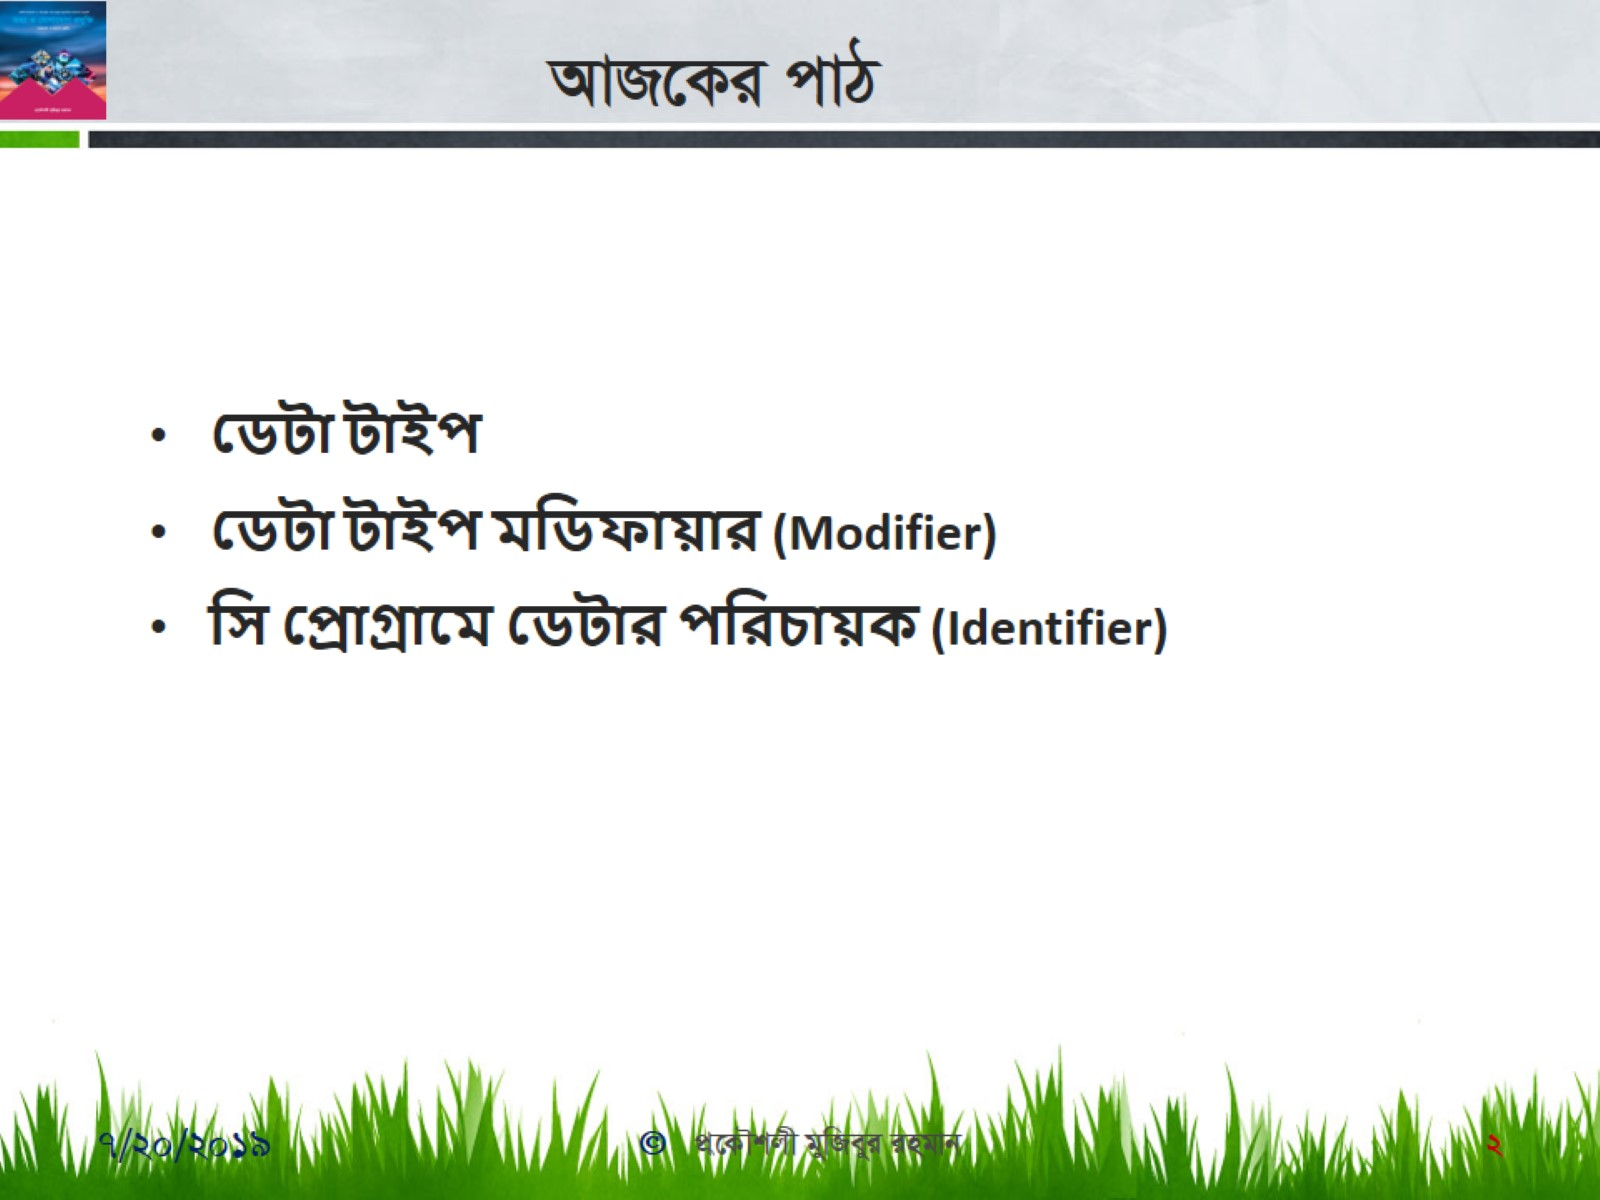 আজকের পাঠ
• ডেটা টাইপ
• ডেটা টাইপ মডিফায়ার (Modifier)
• সি প্রোগ্রামে ডেটার পরিচায়ক (Identifier)
৭/২০/২০১৯
© প্রকৌশলী মুজিবুর রহমান
২